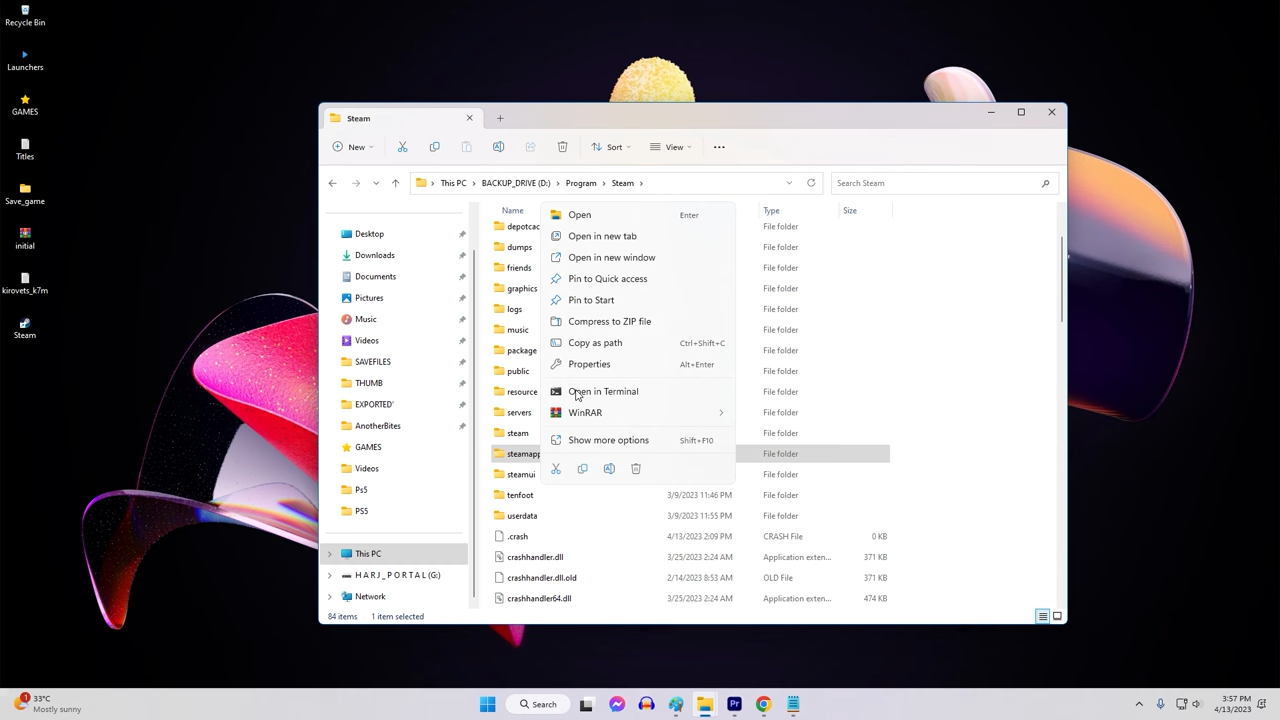 Recycle Bin
Launchers
GAMES
Titles
Save_game
initial
kirovets_k7m
Steam
Steam
New
Sort
View
This PC
BACKUP_DRIVE (D:)
Program
Steam
Search Steam
Desktop
Downloads
Documents
Pictures
Music
Videos
SAVEFILES
THUMB
EXPORTED'
AnotherBites
GAMES
Videos
Ps5
PS5
This PC
H A R J _ P O R T A L (G:)
Network
Name Type Size
depotcac File folder
dumps File folder
friends File folder
graphics File folder
logs File folder
music File folder
package File folder
public File folder
resource File folder
servers File folder
steam File folder
steamapp File folder
steamui File folder
tenfoot 3/9/2023 11:46 PM File folder
userdata 3/9/2023 11:55 PM File folder
.crash 4/13/2023 2:09 PM CRASH File 0 KB
crashhandler.dll 3/25/2023 2:24 AM Application exten... 371 KB
crashhandler.dll.old 2/14/2023 8:53 AM OLD File 371 KB
crashhandler64.dll 3/25/2023 2:24 AM Application exten... 474 KB
Open Enter
Open in new tab
Open in new window
Pin to Quick access
Pin to Start
Compress to ZIP file
Copy as path Ctrl+Shift+C
Properties Alt+Enter
Open in Terminal
WinRAR
Show more options Shift+F10
84 items 1 item selected
1
33°C
Mostly sunny
Search
Pr
3:57 PM
4/13/2023